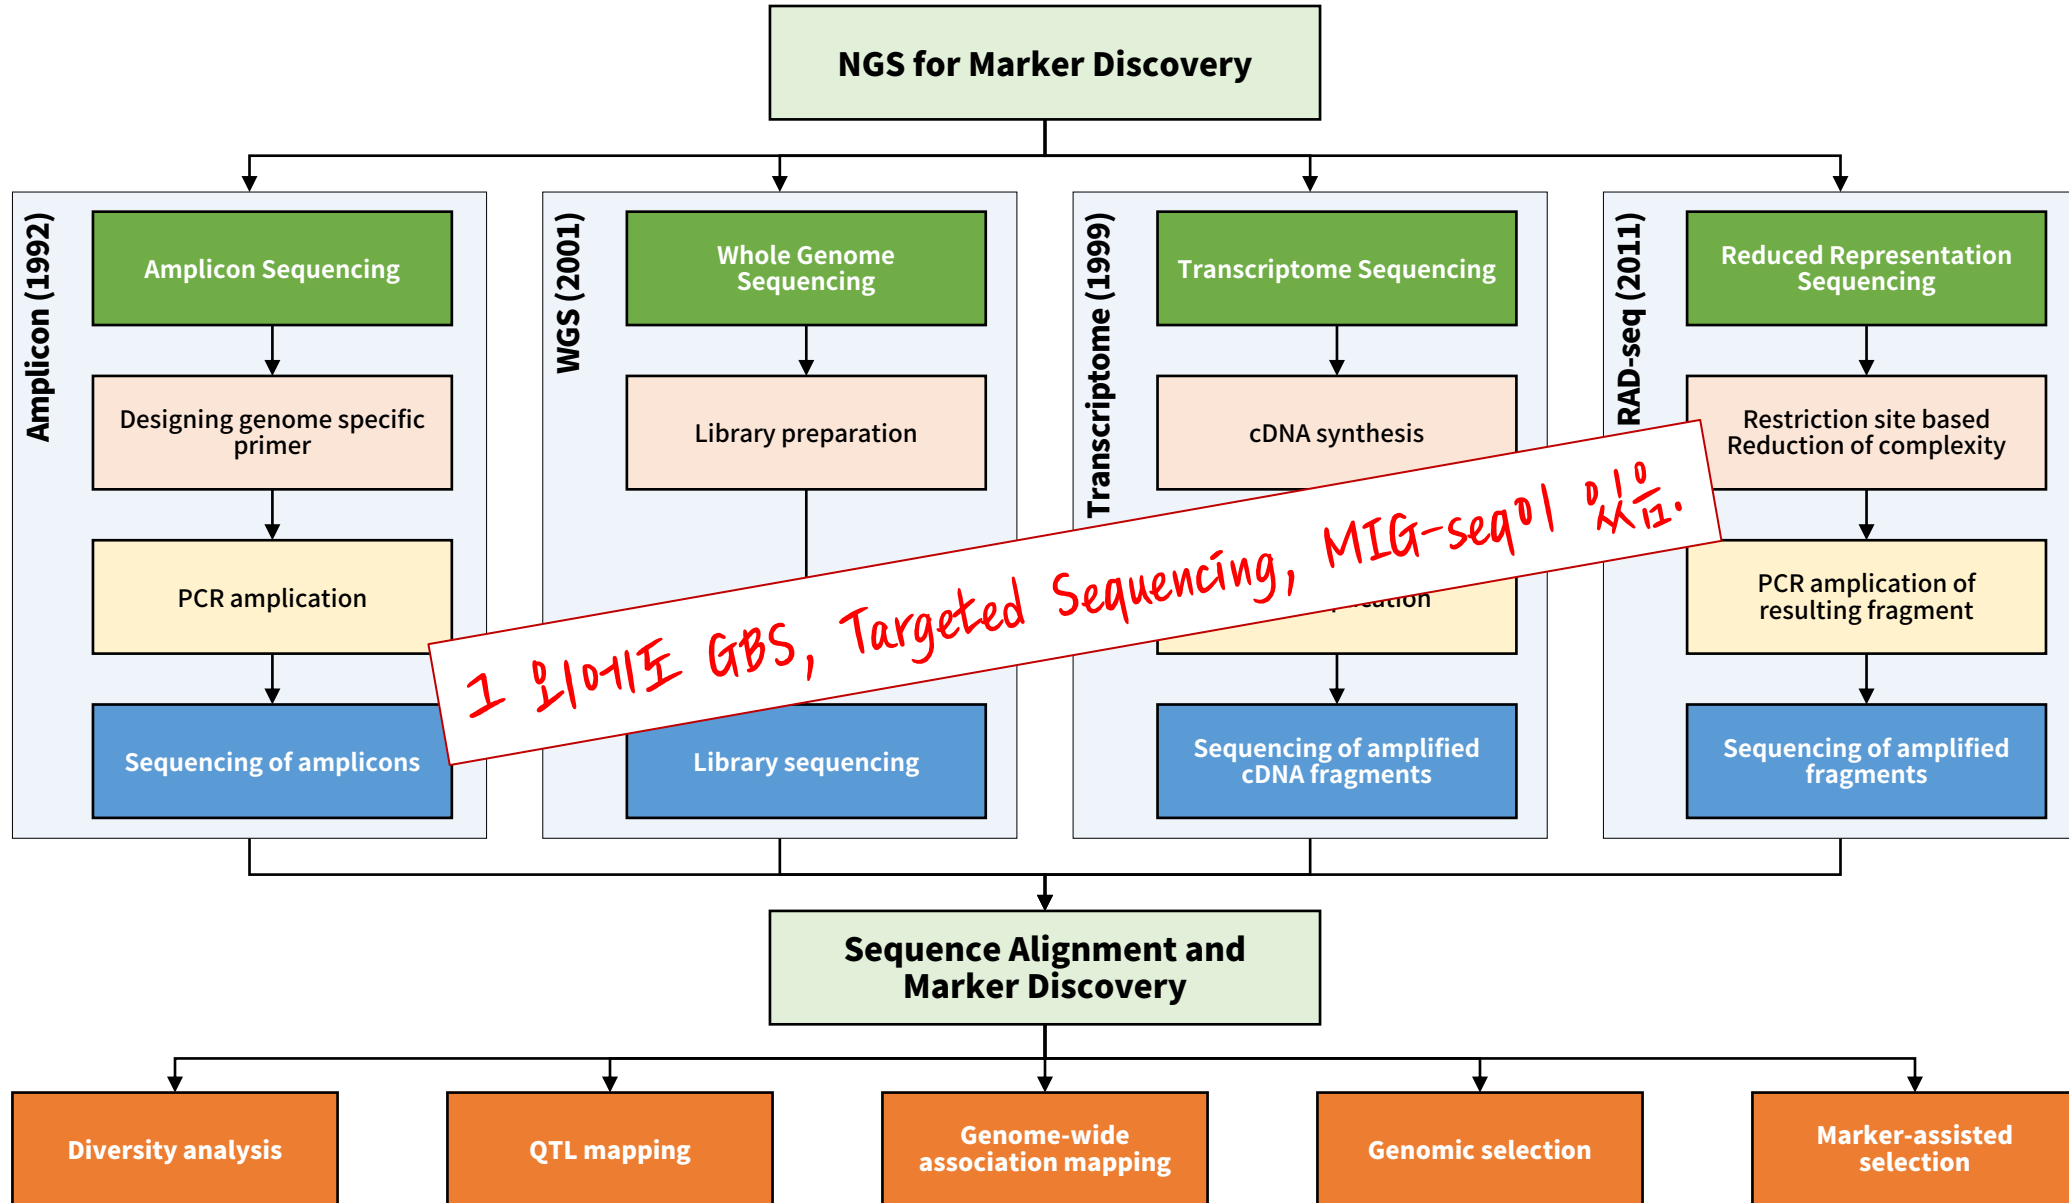 NGS for Marker Discovery
Amplicon (1992)
Amplicon Sequencing
Designing genome specific
primer
PCR amplication
Sequencing of amplicons
WGS (2001)
Whole Genome
Sequencing
Library preparation
Library sequencing
Transcriptome (1999)
Transcriptome Sequencing
cDNA synthesis
Sequencing of amplified
cDNA fragments
RAD-seq (2011)
Reduced Representation
Sequencing
Restriction site based
Reduction of complexity
PCR amplication of
resulting fragment
Sequencing of amplified
fragments
그 외에도 GBS, Targeted Sequencing, MIG-seq이 있음.
Sequence Alignment and
Marker Discovery
Diversity analysis
QTL mapping
Genome-wide
association mapping
Genomic selection
Marker-assisted
selection